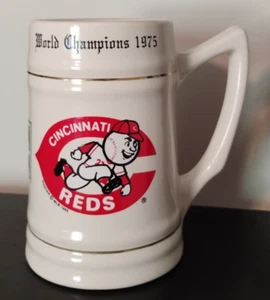 World Champions 1975
CINCINNATI
REDS
®